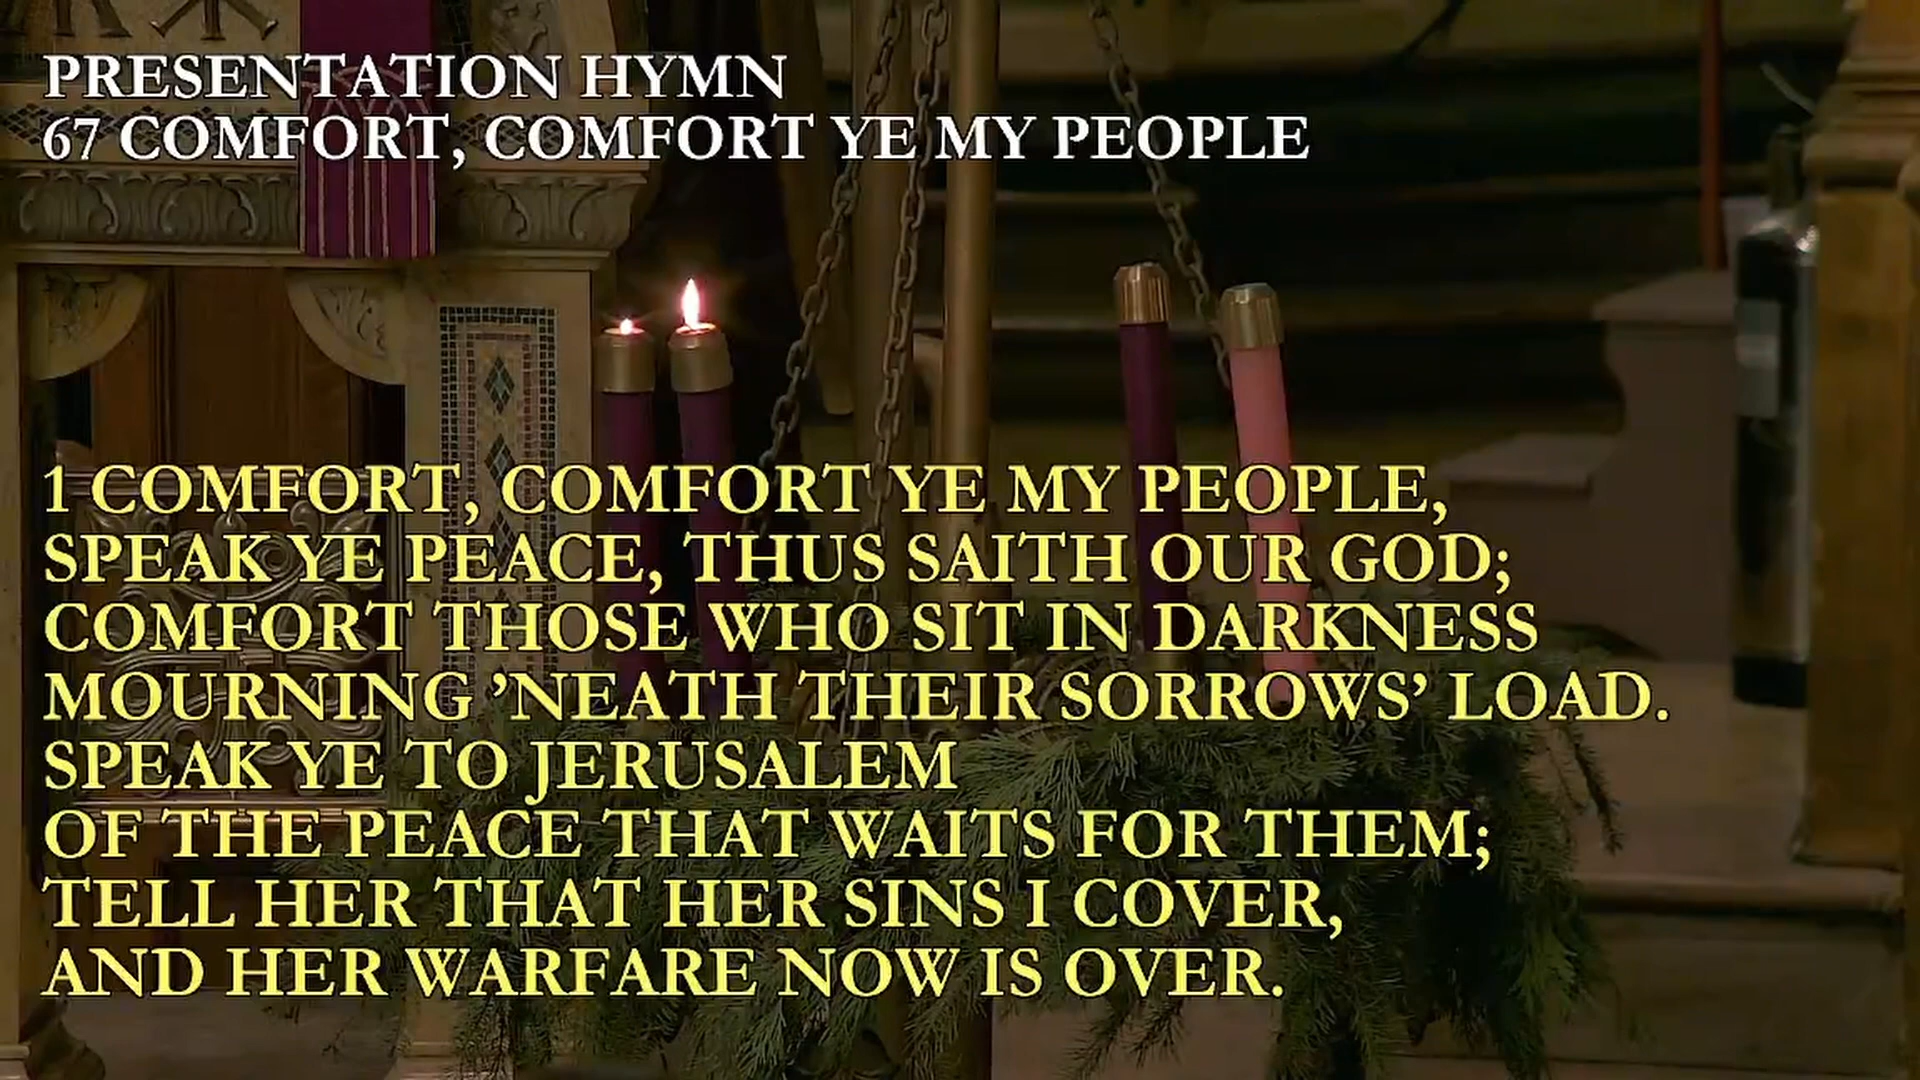 PRESENTATION HYMN
67 COMFORT, COMFORT YE MY PEOPLE
1 COMFORT, COMFORT YE MY PEOPLE,
SPEAK YE PEACE, THUS SAITH OUR GOD;
COMFORT THOSE WHO SIT IN DARKNESS
MOURNING ’NEATH THEIR SORROWS’ LOAD.
SPEAK YE TO JERUSALEM
OF THE PEACE THAT WAITS FOR THEM;
TELL HER THAT HER SINS I COVER,
AND HER WARFARE NOW IS OVER.